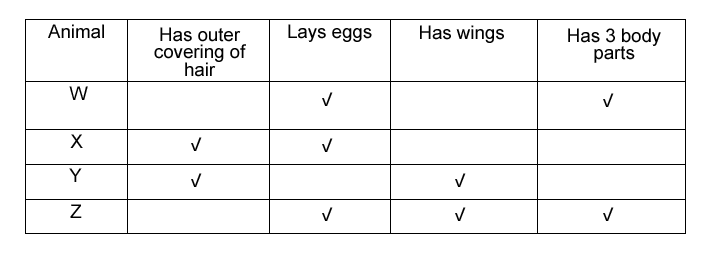 Animal Has outer covering of hair Lays eggs Has wings Has 3 body parts
W √ √
X √ √
Y √ √
Z √ √ √